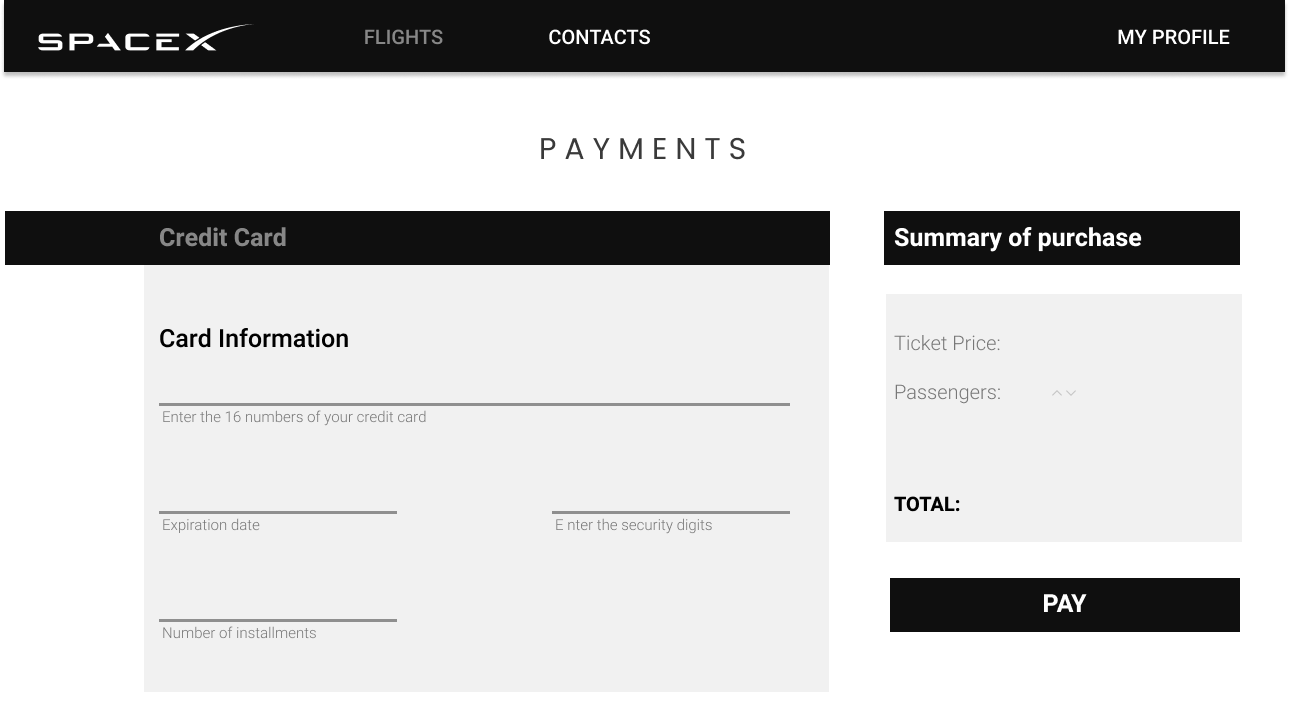 SPACEX
FLIGHTS
CONTACTS
MY PROFILE
PAYMENTS
Credit Card
Card Information
Enter the 16 numbers of your credit card
Expiration date
E nter the security digits
Number of installments
Summary of purchase
Ticket Price:
Passengers:
TOTAL:
PAY